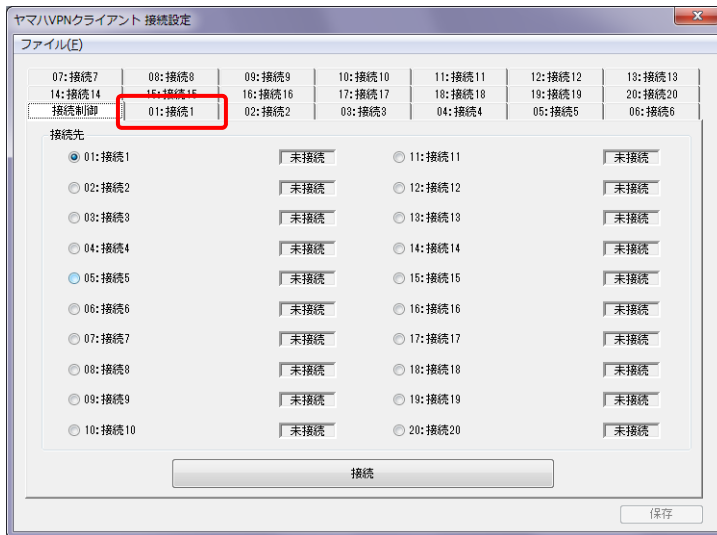 ヤマハVPNクライアント 接続設定
ファイル(F)
07:接続7 08:接続8 09:接続9 10:接続10 11:接続11 12:接続12 13:接続13
14:接続14 15:接続15 16:接続16 17:接続17 18:接続18 19:接続19 20:接続20
接続制御 01:接続1 02:接続2 03:接続3 04:接続4 05:接続5 06:接続6
接続先
01:接続1 未接続 11:接続11 未接続
02:接続2 未接続 12:接続12 未接続
03:接続3 未接続 13:接続13 未接続
04:接続4 未接続 14:接続14 未接続
05:接続5 未接続 15:接続15 未接続
06:接続6 未接続 16:接続16 未接続
07:接続7 未接続 17:接続17 未接続
08:接続8 未接続 18:接続18 未接続
09:接続9 未接続 19:接続19 未接続
10:接続10 未接続 20:接続20 未接続
接続
保存